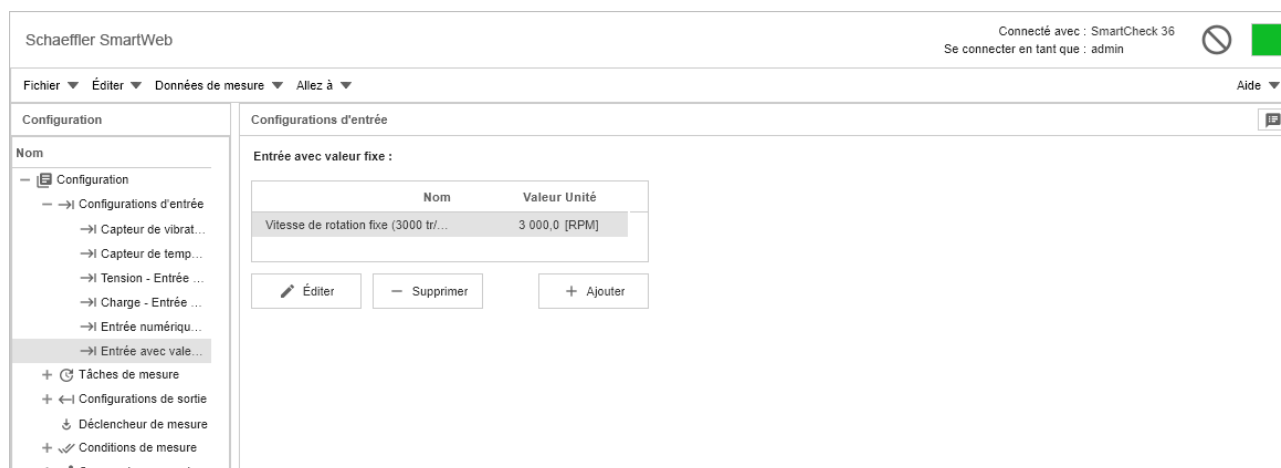 Schaeffler SmartWeb
Connecté avec : SmartCheck 36
Se connecter en tant que : admin
Fichier Éditer Données de mesure Allez à Aide
Configuration
Configurations d'entrée
Nom
Entrée avec valeur fixe :
Configuration
Configurations d'entrée
Capteur de vibrat...
Capteur de temp...
Tension - Entrée ...
Charge - Entrée ...
Entrée numériqu...
Entrée avec vale...
Tâches de mesure
Configurations de sortie
Déclencheur de mesure
Conditions de mesure
Nom Valeur Unité
Vitesse de rotation fixe (3000 tr/... 3 000,0 [RPM]
Éditer Supprimer Ajouter